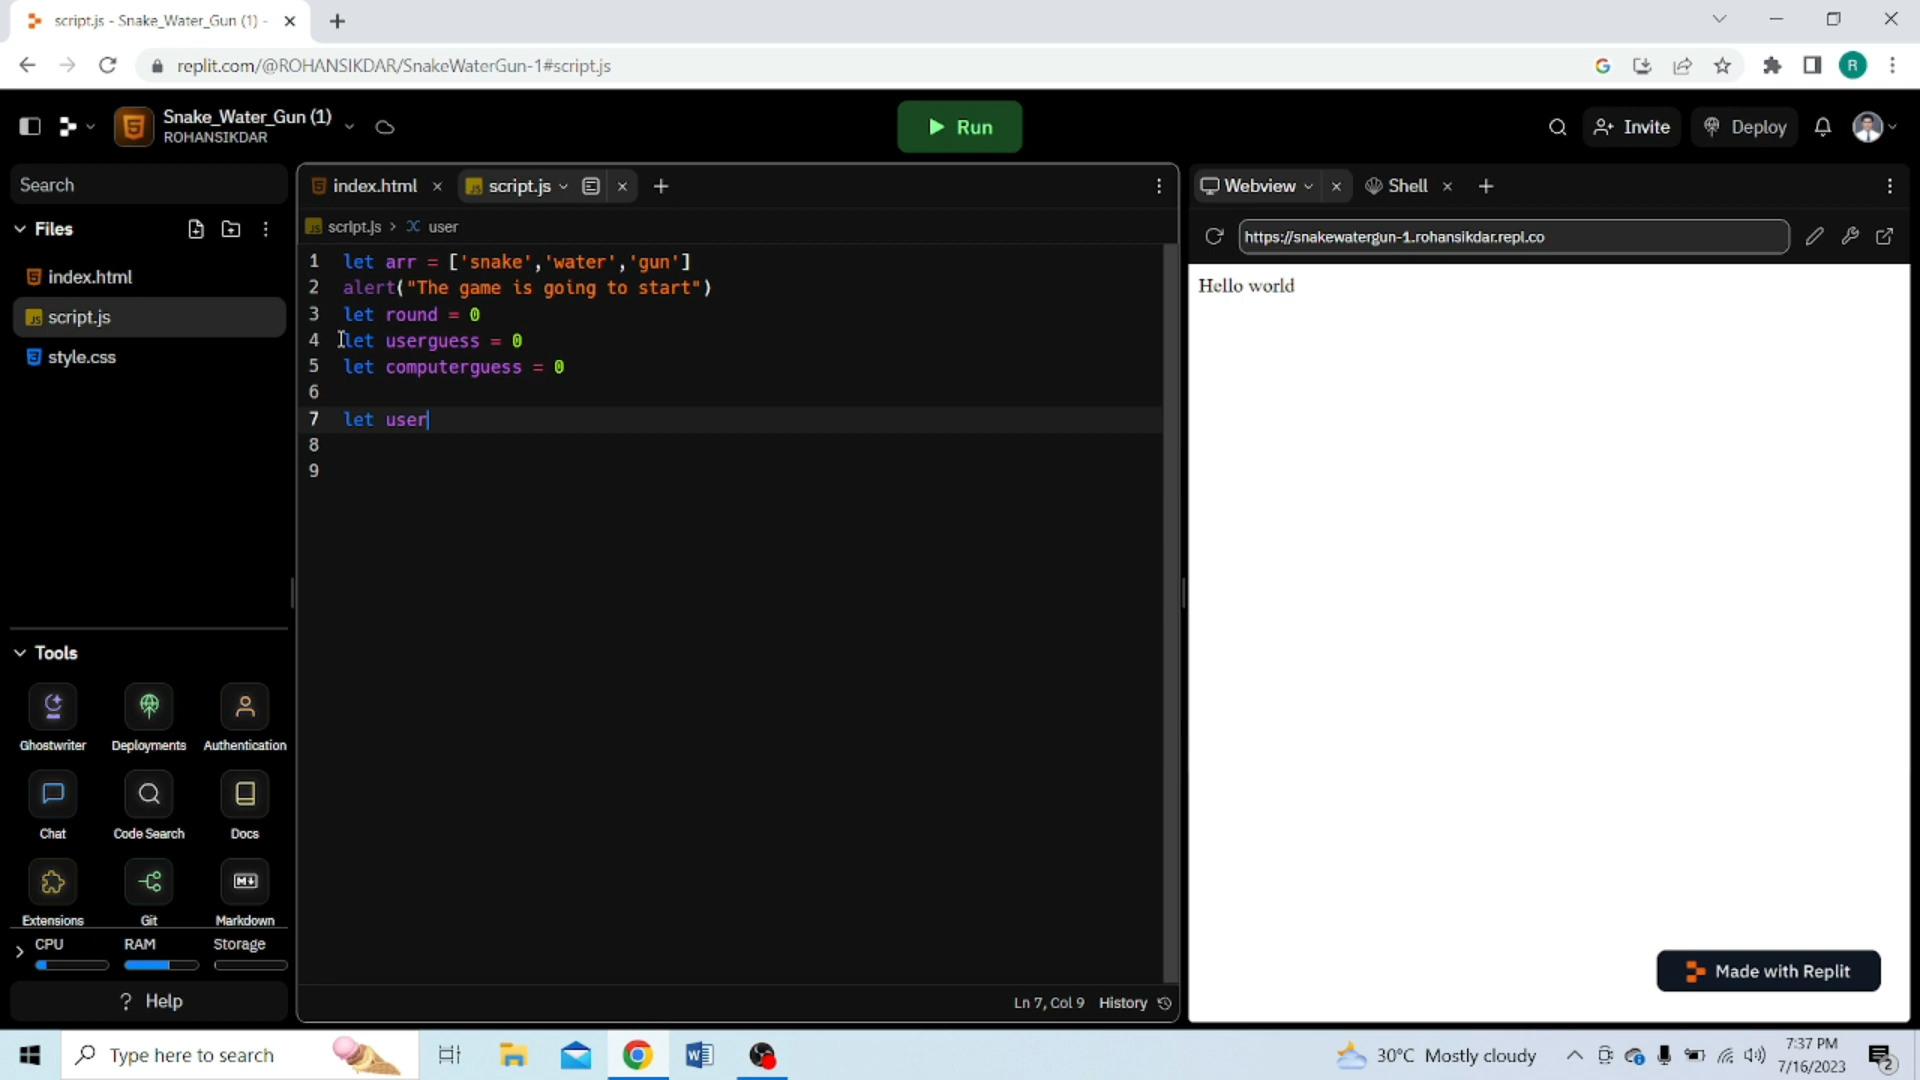 script.js - Snake_Water_Gun (1) -
replit.com/@ROHANSIKDAR/SnakeWaterGun-1#script.js
R
Snake_Water_Gun (1)
ROHANSIKDAR
Run
Invite
Deploy
Search
index.html
script.js
Webview
Shell
Files
script.js > user
https://snakewatergun-1.rohansikdar.repl.co
index.html
script.js
style.css
1 let arr = ['snake','water','gun']
2 alert("The game is going to start")
3 let round = 0
4 let userguess = 0
5 let computerguess = 0
6
7 let user
8
9
Hello world
Tools
Ghostwriter
Deployments
Authentication
Chat
Code Search
Docs
Extensions
Git
Markdown
CPU
RAM
Storage
? Help
Ln 7, Col 9 History
Made with Replit
Type here to search
30°C Mostly cloudy
7:37 PM
7/16/2023
2